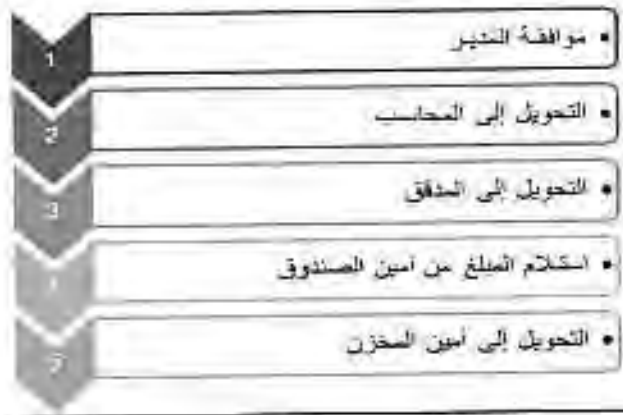 1
• موافقة المدير
2
• التحويل إلى المحاسب
3
• التحويل إلى المدقق
• استلام المبلغ من أمين الصندوق
• التحويل إلى أمين المخزن